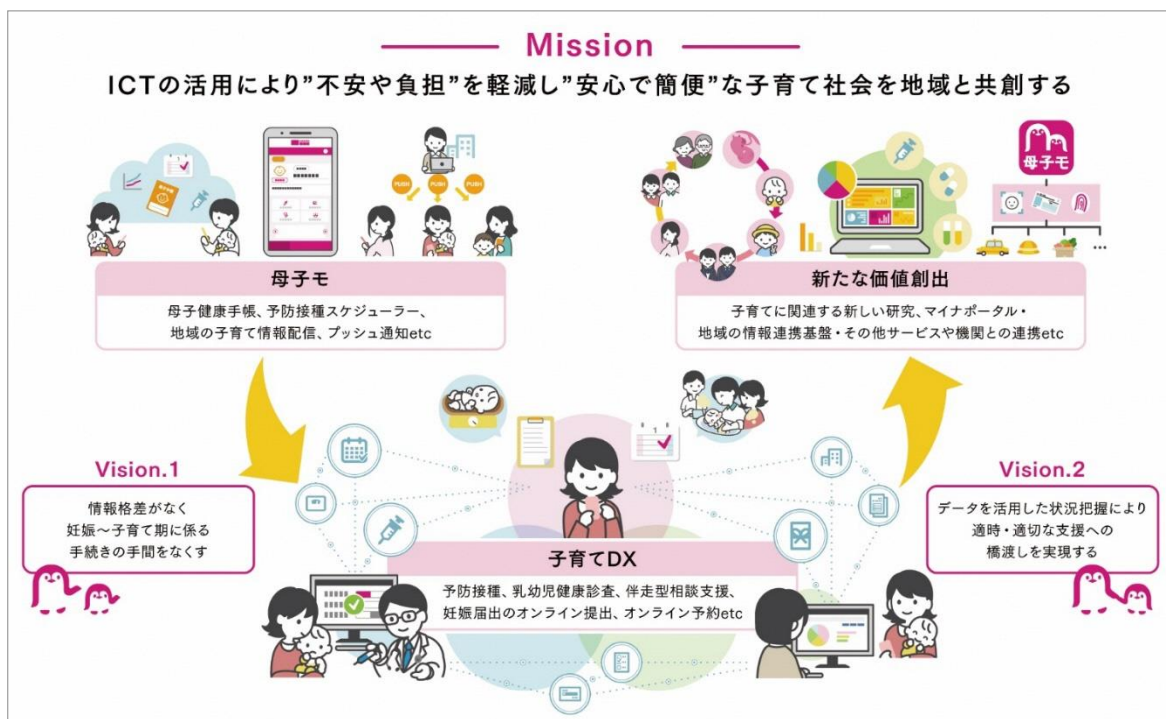 Mission
ICTの活用により”不安や負担”を軽減し”安心で簡便”な子育て社会を地域と共創する
PUSH PUSH PUSH
母子モ
母子モ
母子健康手帳、予防接種スケジューラー、
地域の子育て情報配信、プッシュ通知etc
新たな価値創出
子育てに関連する新しい研究、マイナポータル・
地域の情報連携基盤・その他サービスや機関との連携etc
Vision.1
情報格差がなく
妊娠～子育て期に係る
手続きの手間をなくす
子育てDX
予防接種、乳幼児健康診査、伴走型相談支援、
妊娠届出のオンライン提出、オンライン予約etc
Vision.2
データを活用した状況把握により
適時・適切な支援への
橋渡しを実現する